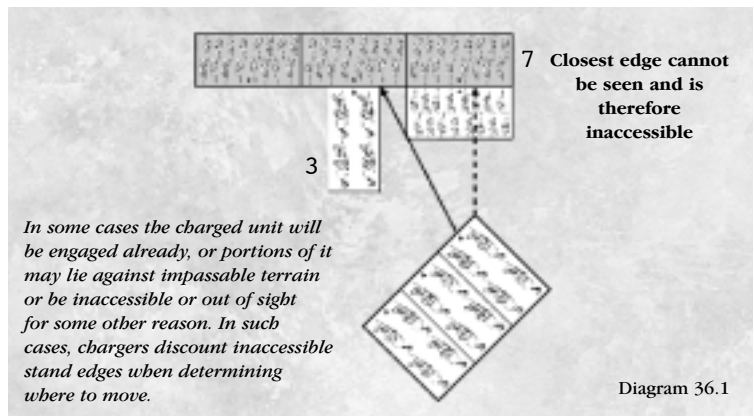 7
Closest edge cannot
be seen and is
therefore
inaccessible
3
In some cases the charged unit will
be engaged already, or portions of it
may lie against impassable terrain
or be inaccessible or out of sight
for some other reason. In such
cases, chargers discount inaccessible
stand edges when determining
where to move.
Diagram 36.1